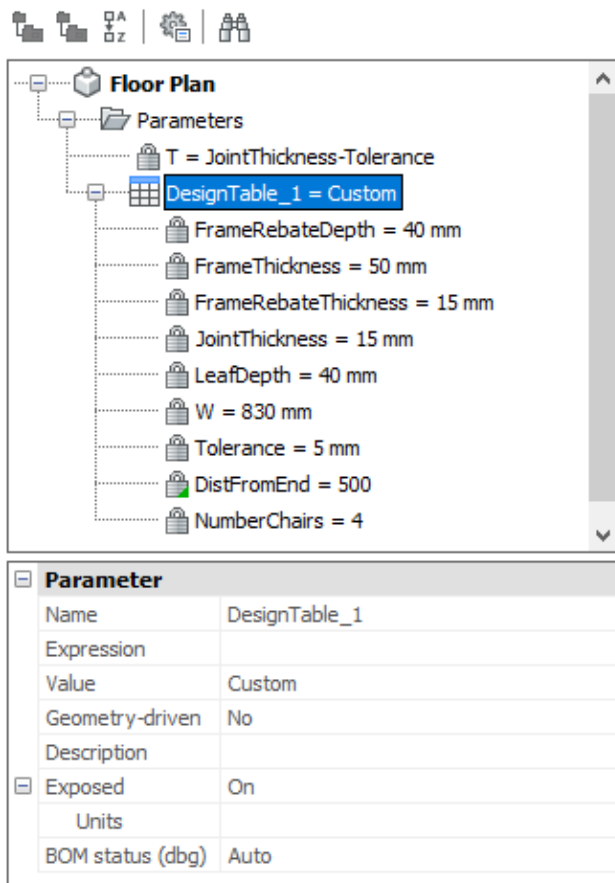 A
Z
Floor Plan
Parameters
T = JointThickness-Tolerance
DesignTable_1 = Custom
FrameRebateDepth = 40 mm
FrameThickness = 50 mm
FrameRebateThickness = 15 mm
JointThickness = 15 mm
LeafDepth = 40 mm
W = 830 mm
Tolerance = 5 mm
DistFromEnd = 500
NumberChairs = 4
Parameter
Name DesignTable_1
Expression
Value Custom
Geometry-driven No
Description
Exposed On
Units
BOM status (dbg) Auto